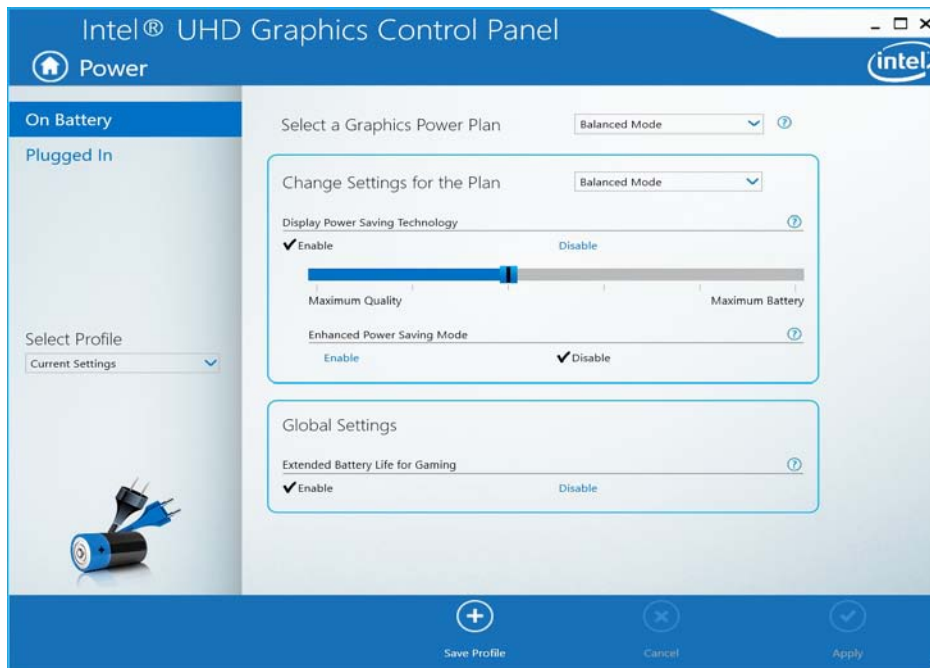 Intel® UHD Graphics Control Panel
Power
intel
On Battery
Plugged In
Select Profile
Current Settings
Select a Graphics Power Plan
Balanced Mode
Change Settings for the Plan
Balanced Mode
Display Power Saving Technology
Enable
Disable
Maximum Quality
Maximum Battery
Enhanced Power Saving Mode
Enable
Disable
Global Settings
Extended Battery Life for Gaming
Enable
Disable
Save Profile
Cancel
Apply